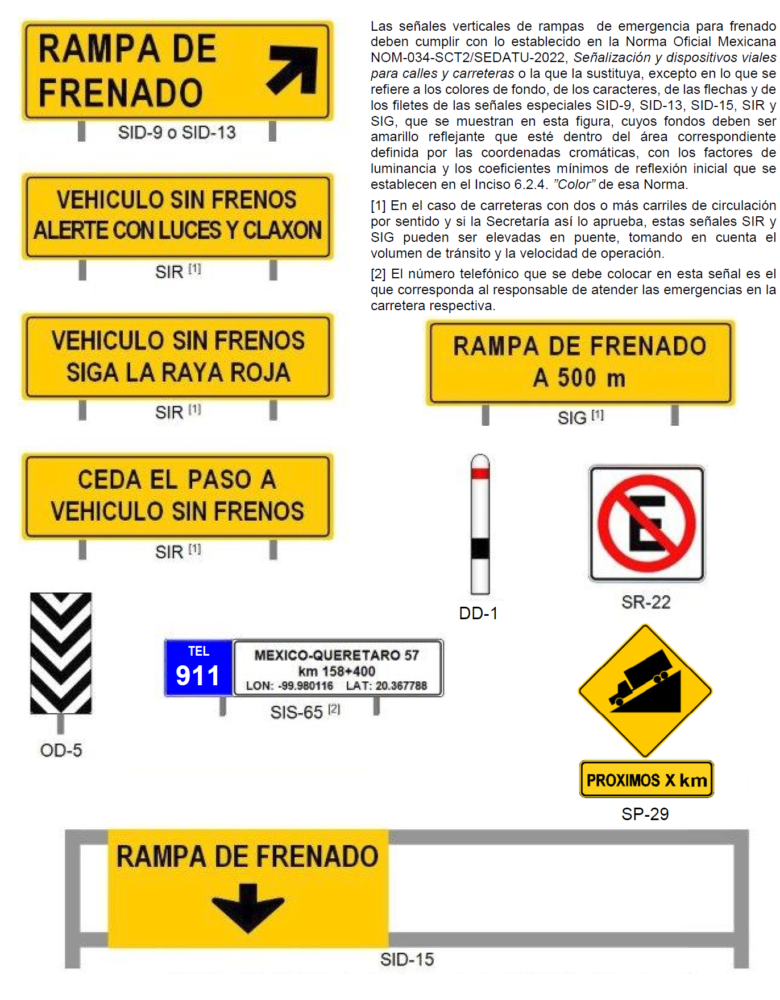 RAMPA DE
FRENADO
SID-9 o SID-13
VEHICULO SIN FRENOS
ALERTE CON LUCES Y CLAXON
SIR [1]
VEHICULO SIN FRENOS
SIGA LA RAYA ROJA
SIR [1]
CEDA EL PASO A
VEHICULO SIN FRENOS
SIR [1]
Las señales verticales de rampas de emergencia para frenado
deben cumplir con lo establecido en la Norma Oficial Mexicana
NOM-034-SCT2/SEDATU-2022, Señalización y dispositivos viales
para calles y carreteras o la que la sustituya, excepto en lo que se
refiere a los colores de fondo, de los caracteres, de las flechas y de
los filetes de las señales especiales SID-9, SID-13, SID-15, SIR y
SIG, que se muestran en esta figura, cuyos fondos deben ser
amarillo reflejante que esté dentro del área correspondiente
definida por las coordenadas cromáticas, con los factores de
luminancia y los coeficientes mínimos de reflexión inicial que se
establecen en el Inciso 6.2.4. ”Color” de esa Norma.
[1] En el caso de carreteras con dos o más carriles de circulación
por sentido y si la Secretaría así lo aprueba, estas señales SIR y
SIG pueden ser elevadas en puente, tomando en cuenta el
volumen de tránsito y la velocidad de operación.
[2] El número telefónico que se debe colocar en esta señal es el
que corresponda al responsable de atender las emergencias en la
carretera respectiva.
RAMPA DE FRENADO
A 500 m
SIG [1]
DD-1
E
SR-22
OD-5
TEL
911
MEXICO-QUERETARO 57
km 158+400
LON: -99.980116 LAT: 20.367788
SIS-65 [2]
PROXIMOS X km
SP-29
RAMPA DE FRENADO
SID-15